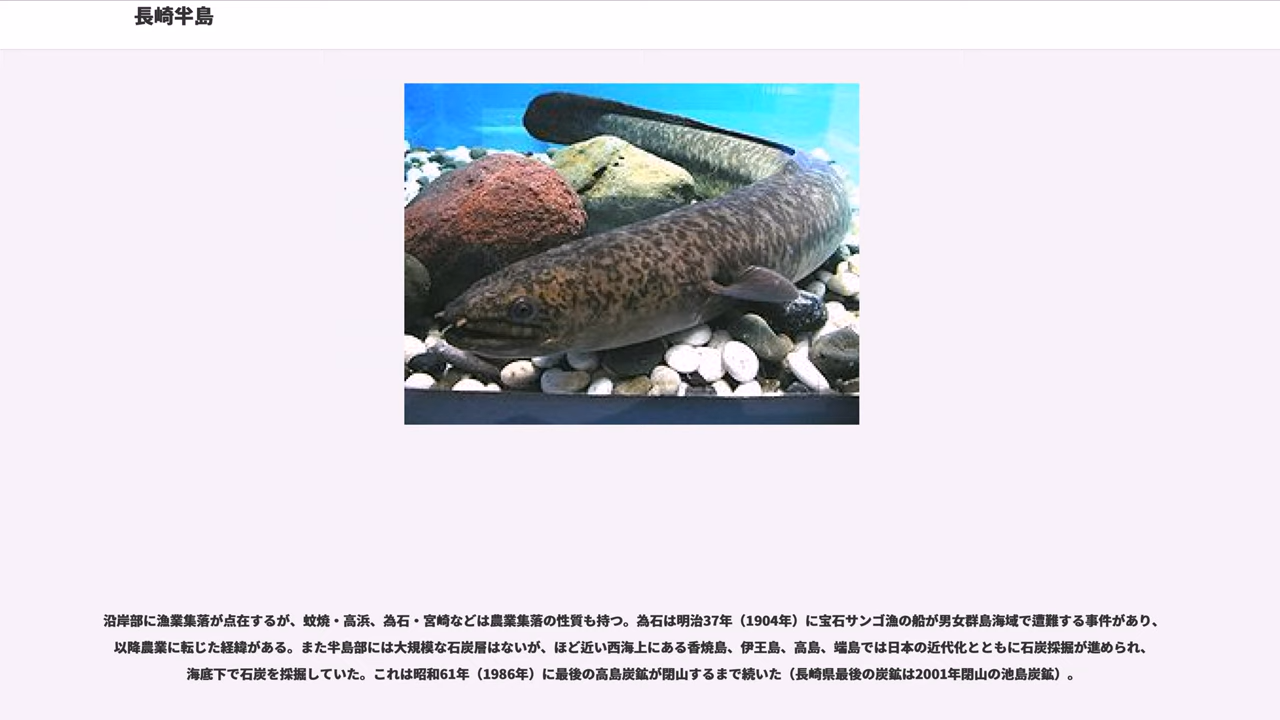 長崎半島
沿岸部に漁業集落が点在するが、蚊焼・高浜、為石・宮崎などは農業集落の性質も持つ。為石は明治37年（1904年）に宝石サンゴ漁の船が男女群島海域で遭難する事件があり、
以降農業に転じた経緯がある。また半島部には大規模な石炭層はないが、ほど近い西海上にある香焼島、伊王島、高島、端島では日本の近代化とともに石炭採掘が進められ、
海底下で石炭を採掘していた。これは昭和61年（1986年）に最後の高島炭鉱が閉山するまで続いた（長崎県最後の炭鉱は2001年閉山の池島炭鉱）。